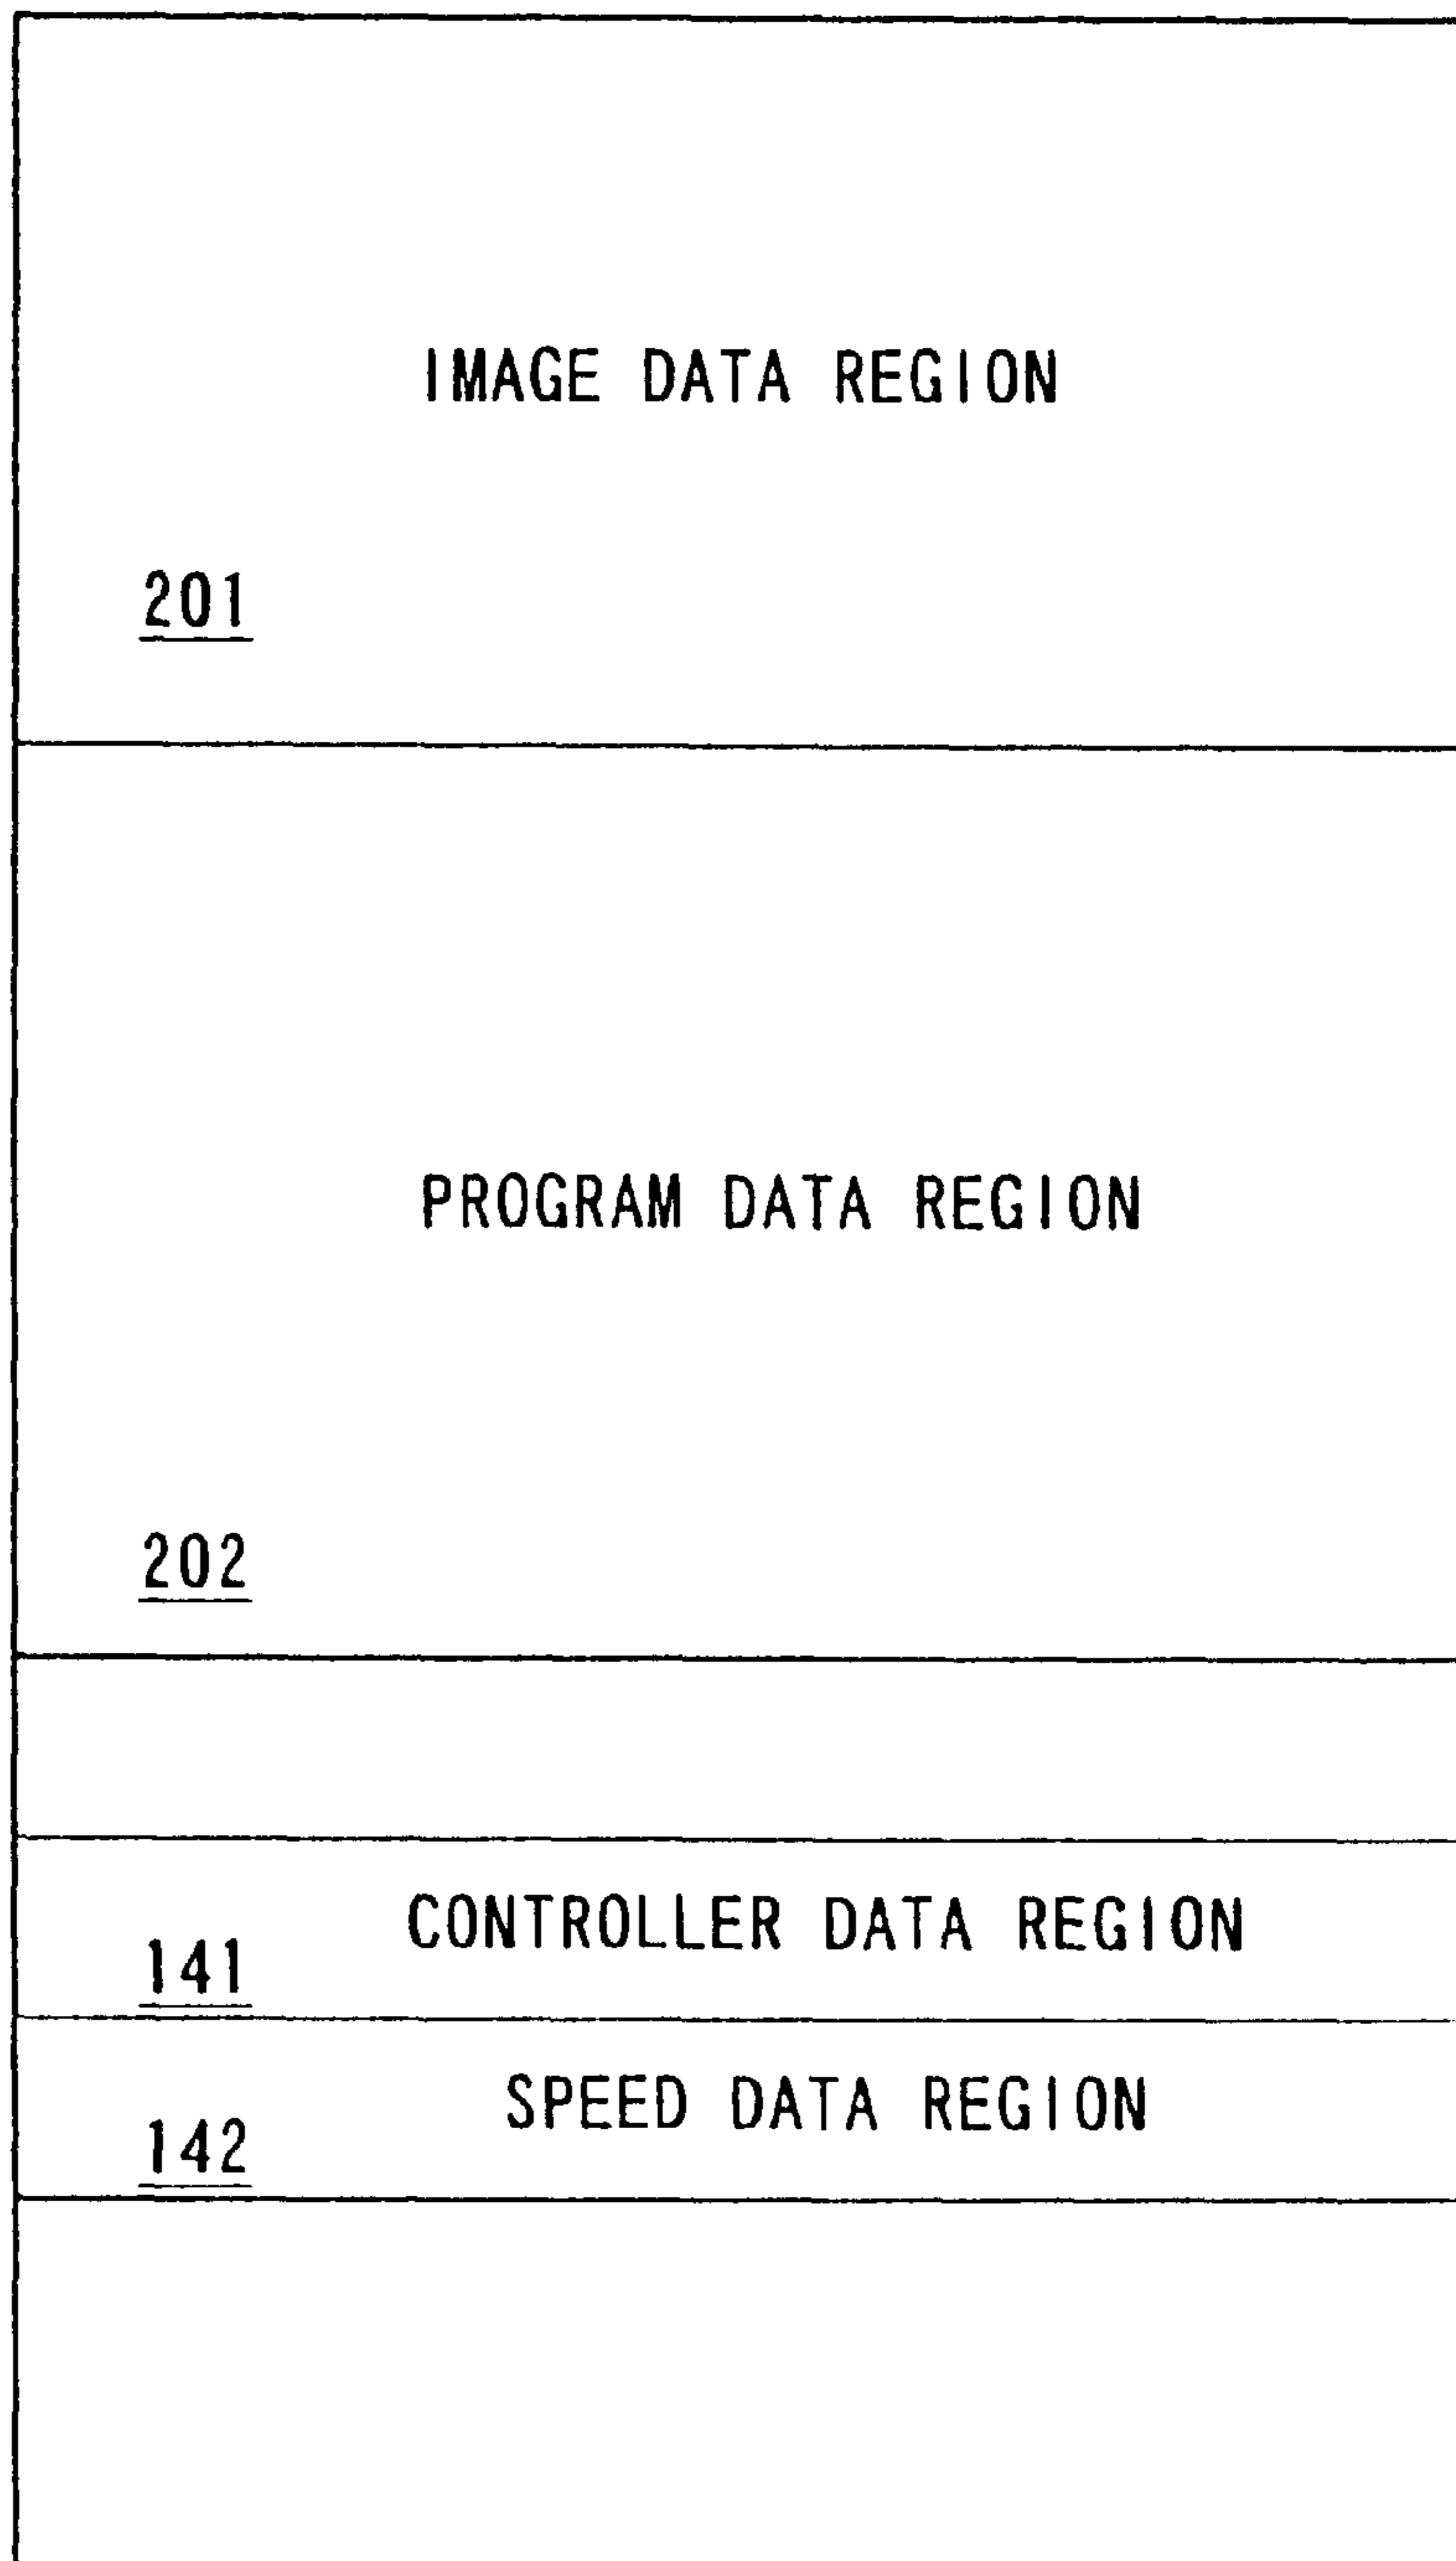 IMAGE DATA REGION
201
PROGRAM DATA REGION
202
CONTROLLER DATA REGION
141
SPEED DATA REGION
142